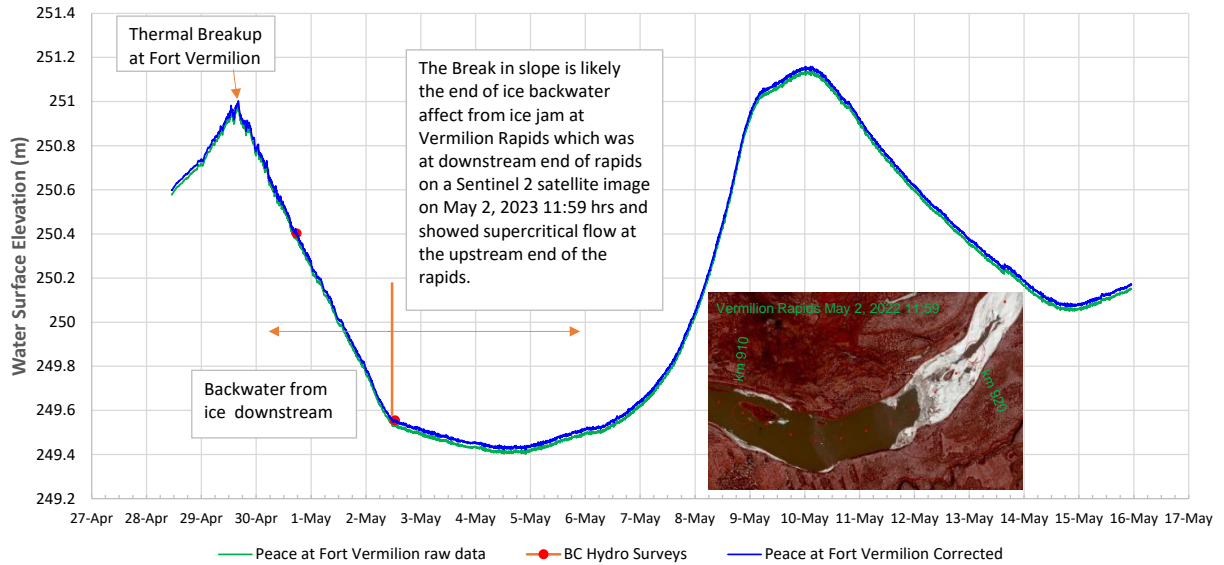 251.4
251.2
251
250.8
250.6
250.4
250.2
250
249.8
249.6
249.4
249.2
Water Surface Elevation (m)
Thermal Breakup
at Fort Vermilion
The Break in slope is likely
the end of ice backwater
affect from ice jam at
Vermilion Rapids which was
at downstream end of rapids
on a Sentinel 2 satellite image
on May 2, 2023 11:59 hrs and
showed supercritical flow at
the upstream end of the
rapids.
Backwater from
ice downstream
Vermilion Rapids May 2, 2022 11:59
km 910
km 920
27-Apr 28-Apr 29-Apr 30-Apr 1-May 2-May 3-May 4-May 5-May 6-May 7-May 8-May 9-May 10-May 11-May 12-May 13-May 14-May 15-May 16-May 17-May
Peace at Fort Vermilion raw data BC Hydro Surveys Peace at Fort Vermilion Corrected